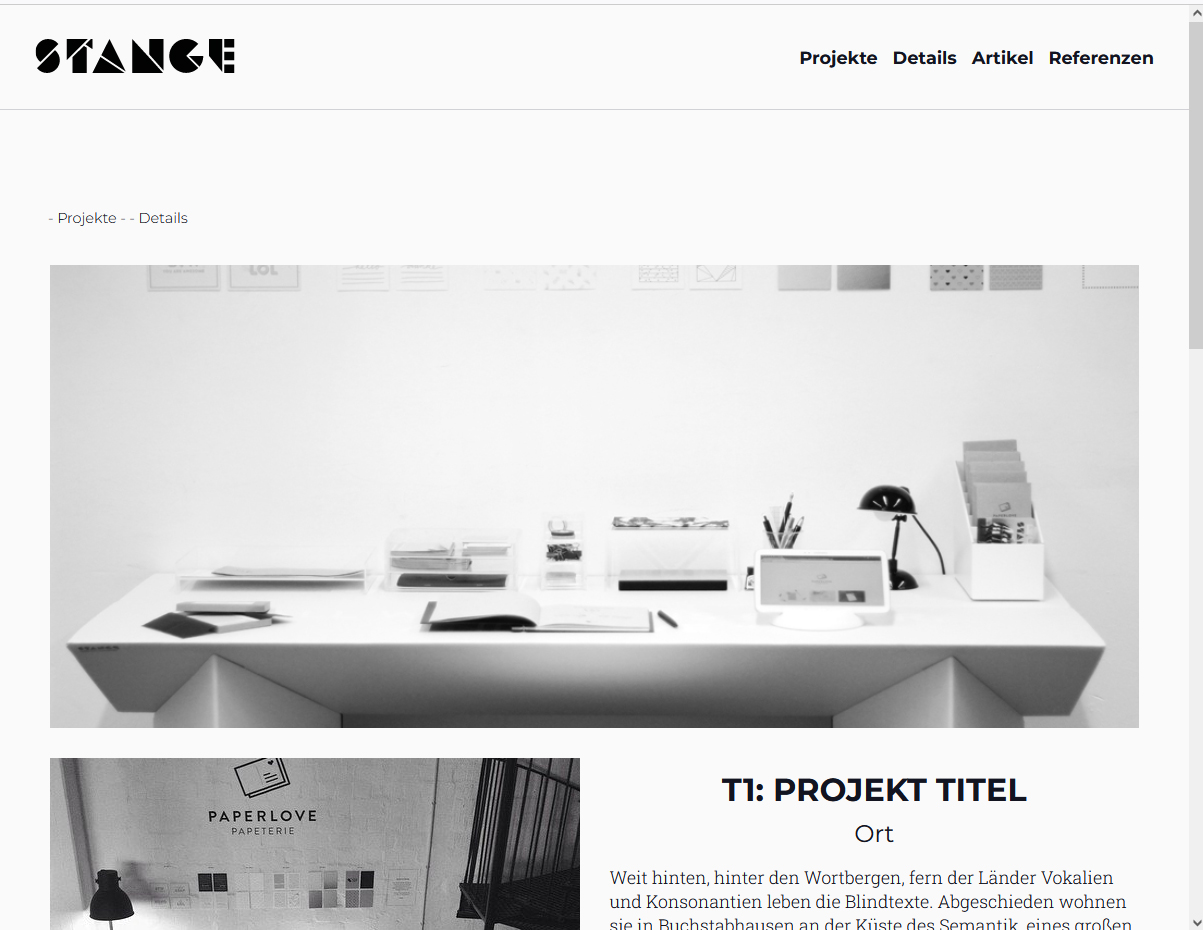 STANGE
Projekte Details Artikel Referenzen
- Projekte - - Details
LOL
PAPERLOVE
PAPETERIE
T1: PROJEKT TITEL
Ort
Weit hinten, hinter den Wortbergen, fern der Länder Vokalien
und Konsonantien leben die Blindtexte. Abgeschieden wohnen
sie in Buchstabhausen an der Küste des Semantik, eines großen